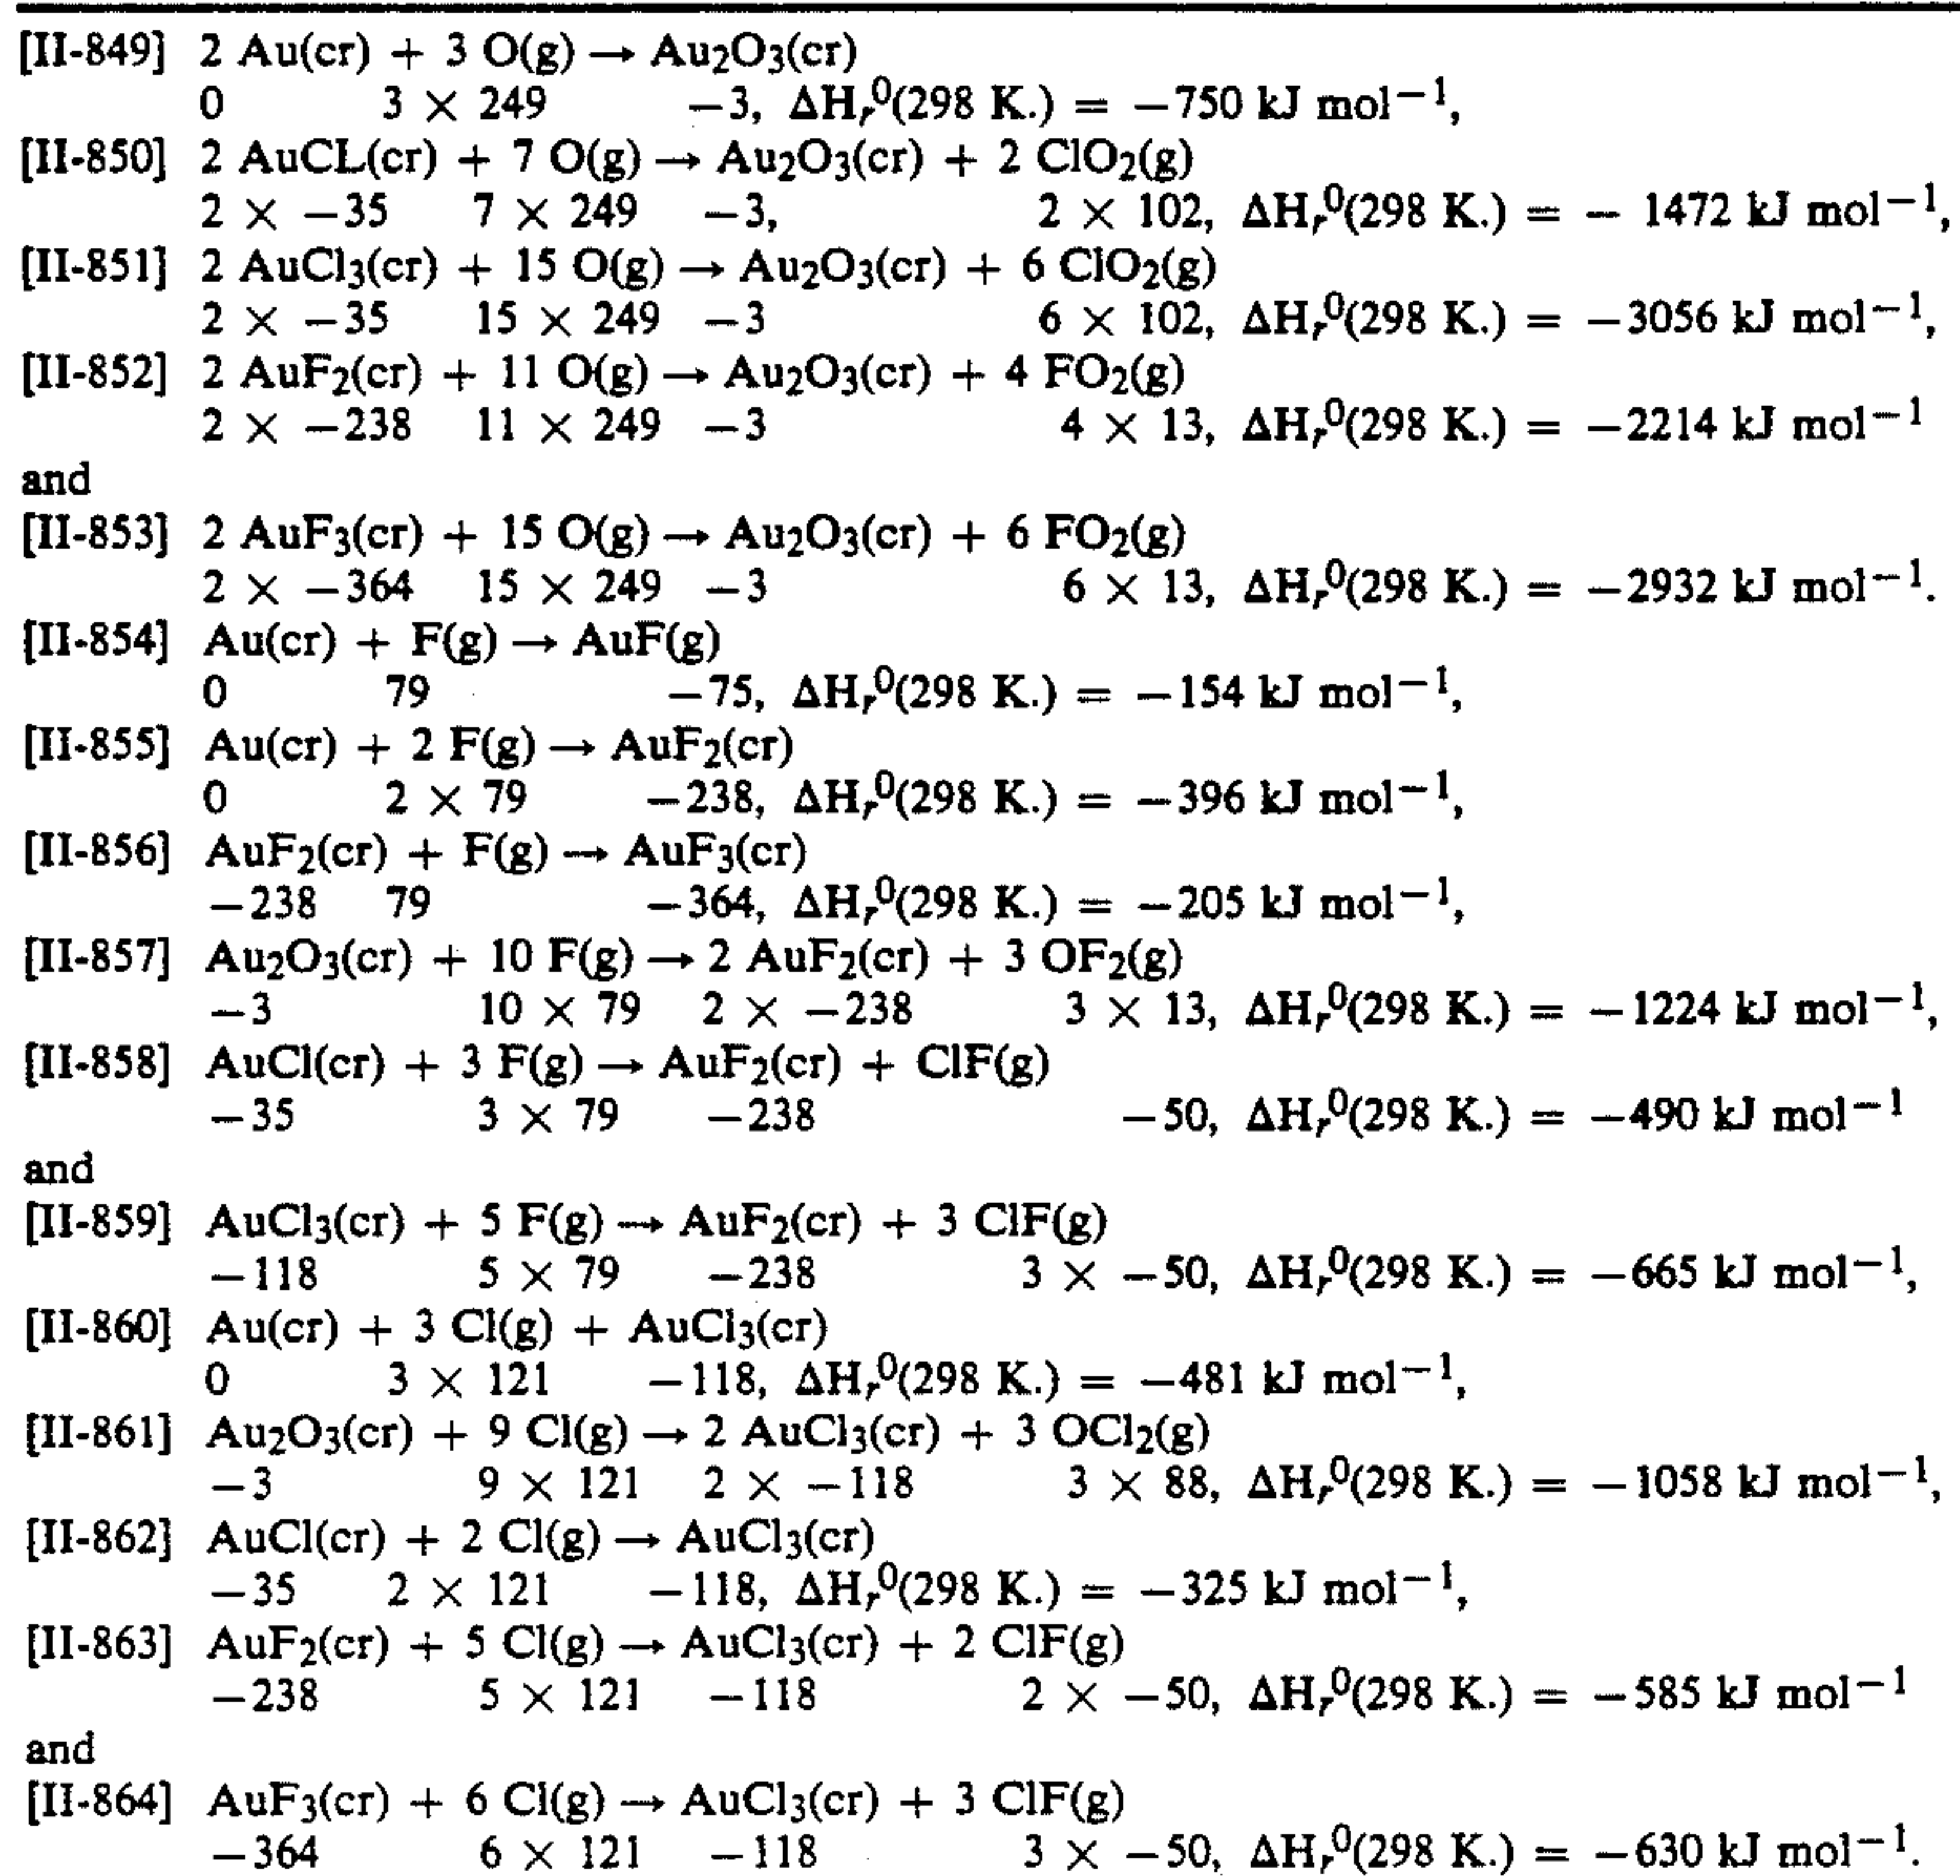 [II-849] 2 Au(cr) + 3 O(g) → Au₂O₃(cr)
0 3 × 249 −3, ΔHᵣ⁰(298 K.) = −750 kJ mol⁻¹,
[II-850] 2 AuCL(cr) + 7 O(g) → Au₂O₃(cr) + 2 ClO₂(g)
2 × −35 7 × 249 −3, 2 × 102, ΔHᵣ⁰(298 K.) = − 1472 kJ mol⁻¹,
[II-851] 2 AuCl₃(cr) + 15 O(g) → Au₂O₃(cr) + 6 ClO₂(g)
2 × −35 15 × 249 −3 6 × 102, ΔHᵣ⁰(298 K.) = −3056 kJ mol⁻¹,
[II-852] 2 AuF₂(cr) + 11 O(g) → Au₂O₃(cr) + 4 FO₂(g)
2 × −238 11 × 249 −3 4 × 13, ΔHᵣ⁰(298 K.) = −2214 kJ mol⁻¹
and
[II-853] 2 AuF₃(cr) + 15 O(g) → Au₂O₃(cr) + 6 FO₂(g)
2 × −364 15 × 249 −3 6 × 13, ΔHᵣ⁰(298 K.) = −2932 kJ mol⁻¹.
[II-854] Au(cr) + F(g) → AuF(g)
0 79 −75, ΔHᵣ⁰(298 K.) = −154 kJ mol⁻¹,
[II-855] Au(cr) + 2 F(g) → AuF₂(cr)
0 2 × 79 −238, ΔHᵣ⁰(298 K.) = −396 kJ mol⁻¹,
[II-856] AuF₂(cr) + F(g) → AuF₃(cr)
−238 79 −364, ΔHᵣ⁰(298 K.) = −205 kJ mol⁻¹,
[II-857] Au₂O₃(cr) + 10 F(g) → 2 AuF₂(cr) + 3 OF₂(g)
−3 10 × 79 2 × −238 3 × 13, ΔHᵣ⁰(298 K.) = −1224 kJ mol⁻¹,
[II-858] AuCl(cr) + 3 F(g) → AuF₂(cr) + ClF(g)
−35 3 × 79 −238 −50, ΔHᵣ⁰(298 K.) = −490 kJ mol⁻¹
and
[II-859] AuCl₃(cr) + 5 F(g) → AuF₂(cr) + 3 ClF(g)
−118 5 × 79 −238 3 × −50, ΔHᵣ⁰(298 K.) = −665 kJ mol⁻¹,
[II-860] Au(cr) + 3 Cl(g) + AuCl₃(cr)
0 3 × 121 −118, ΔHᵣ⁰(298 K.) = −481 kJ mol⁻¹,
[II-861] Au₂O₃(cr) + 9 Cl(g) → 2 AuCl₃(cr) + 3 OCl₂(g)
−3 9 × 121 2 × −118 3 × 88, ΔHᵣ⁰(298 K.) = −1058 kJ mol⁻¹,
[II-862] AuCl(cr) + 2 Cl(g) → AuCl₃(cr)
−35 2 × 121 −118, ΔHᵣ⁰(298 K.) = −325 kJ mol⁻¹,
[II-863] AuF₂(cr) + 5 Cl(g) → AuCl₃(cr) + 2 ClF(g)
−238 5 × 121 −118 2 × −50, ΔHᵣ⁰(298 K.) = −585 kJ mol⁻¹
and
[II-864] AuF₃(cr) + 6 Cl(g) → AuCl₃(cr) + 3 ClF(g)
−364 6 × 121 −118 3 × −50, ΔHᵣ⁰(298 K.) = −630 kJ mol⁻¹.